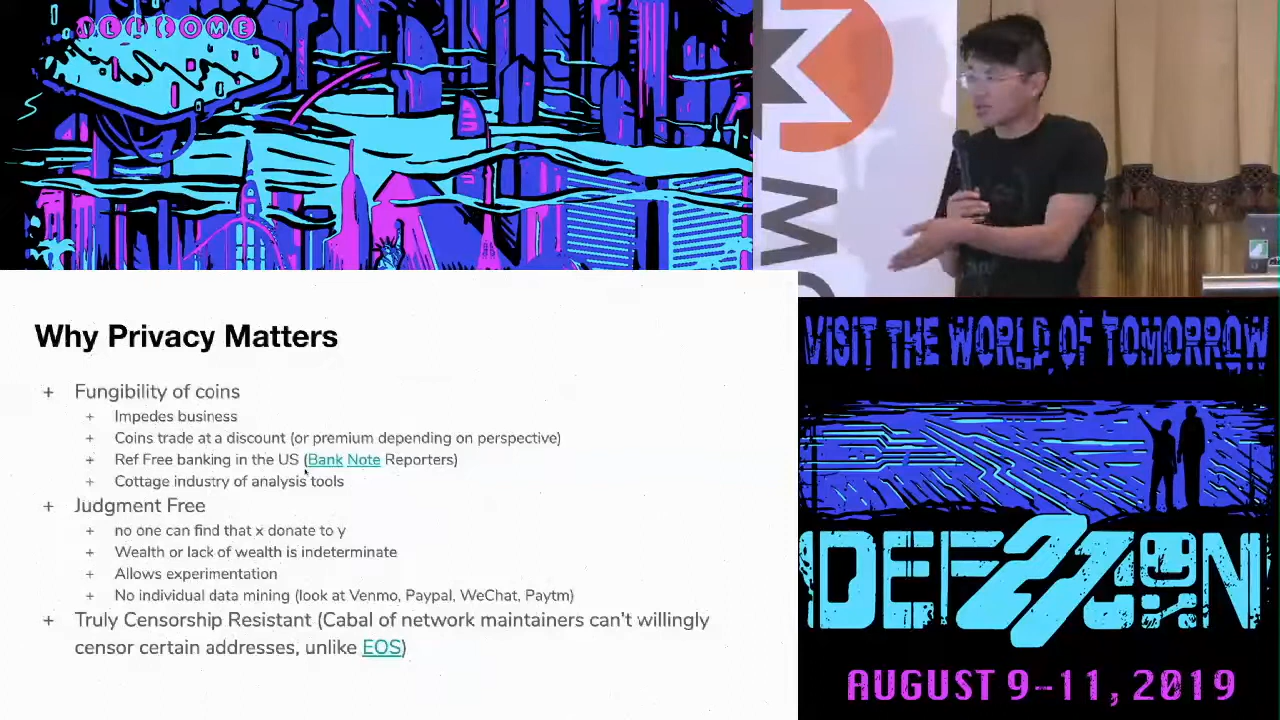 WELCOME
MO
Why Privacy Matters
+ Fungibility of coins
+ Impedes business
+ Coins trade at a discount (or premium depending on perspective)
+ Ref Free banking in the US (Bank Note Reporters)
+ Cottage industry of analysis tools
+ Judgment Free
+ no one can find that x donate to y
+ Wealth or lack of wealth is indeterminate
+ Allows experimentation
+ No individual data mining (look at Venmo, Paypal, WeChat, Paytm)
+ Truly Censorship Resistant (Cabal of network maintainers can't willingly
censor certain addresses, unlike EOS)
VISIT THE WORLD OF TOMORROW
DEF CON
27
AUGUST 9-11, 2019